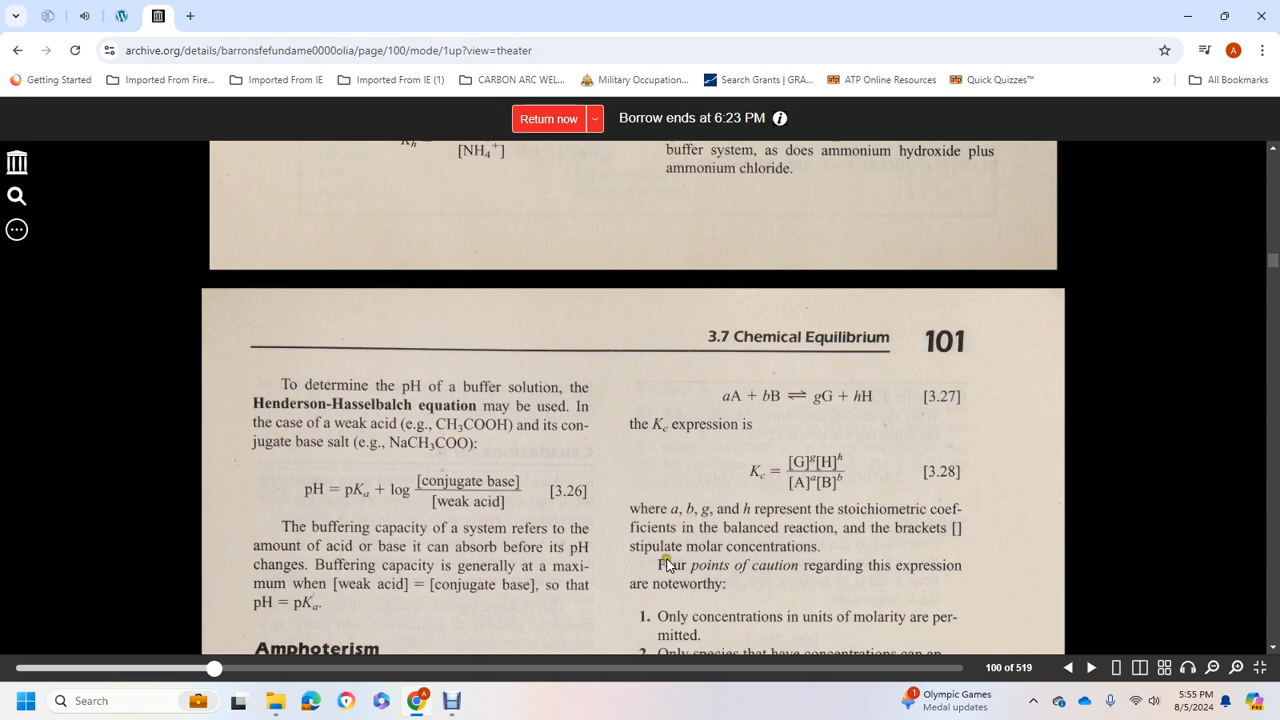 archive.org/details/barronsfefundame0000olia/page/100/mode/1up?view=theater
A
Getting Started
Imported From Fire...
Imported From IE
Imported From IE (1)
CARBON ARC WEL...
Military Occupation...
Search Grants | GRA...
ATP Online Resources
Quick Quizzes™
»
All Bookmarks
Return now
Borrow ends at 6:23 PM
[NH₄⁺]
buffer system, as does ammonium hydroxide plus
ammonium chloride.
3.7 Chemical Equilibrium 101
To determine the pH of a buffer solution, the
Henderson-Hasselbalch equation may be used. In
the case of a weak acid (e.g., CH₃COOH) and its con-
jugate base salt (e.g., NaCH₃COO):
pH = pKₐ + log [conjugate base] / [weak acid] [3.26]
The buffering capacity of a system refers to the
amount of acid or base it can absorb before its pH
changes. Buffering capacity is generally at a maxi-
mum when [weak acid] = [conjugate base], so that
pH = pKₐ.
Amphoterism
aA + bB ⇌ gG + hH [3.27]
the K꜀ expression is
K꜀ = [G]ᵍ[H]ʰ / [A]ᵃ[B]ᵇ [3.28]
where a, b, g, and h represent the stoichiometric coef-
ficients in the balanced reaction, and the brackets []
stipulate molar concentrations.
Four points of caution regarding this expression
are noteworthy:
1. Only concentrations in units of molarity are per-
mitted.
2. Only species that have concentrations can an-
100 of 519
Search
Olympic Games
Medal updates
5:55 PM
8/5/2024